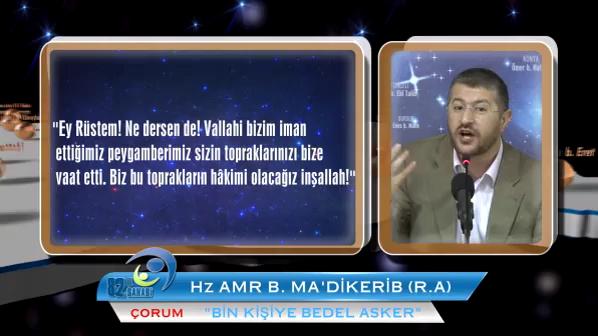 "Ey Rüstem! Ne dersen de! Vallahi bizim iman
ettiğimiz peygamberimiz sizin topraklarınızı bize
vaat etti. Biz bu toprakların hâkimi olacağız inşallah!"
KONYA
Hz AMR B. MA'DİKERİB (R.A)
ÇORUM "BİN KİŞİYE BEDEL ASKER"